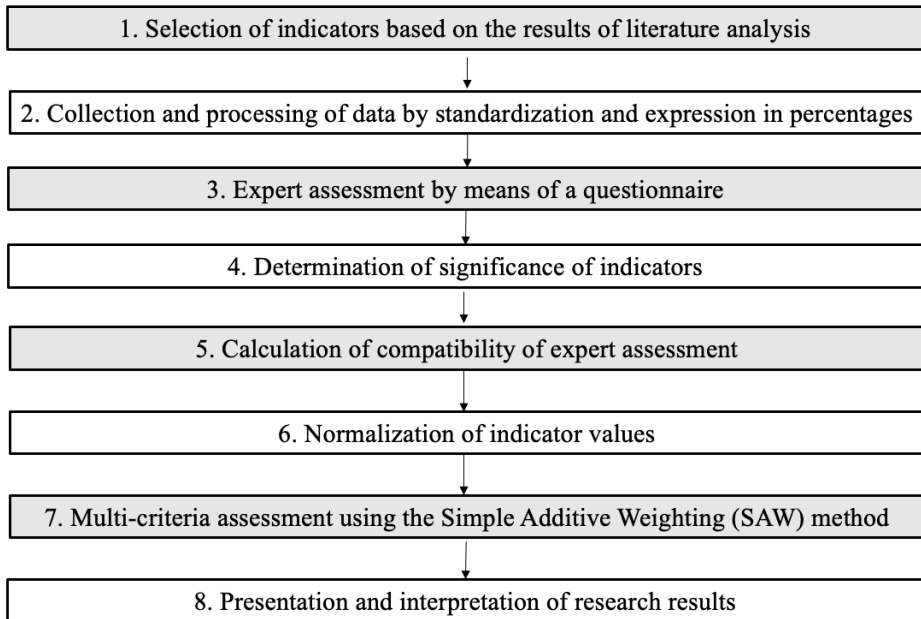 1. Selection of indicators based on the results of literature analysis
2. Collection and processing of data by standardization and expression in percentages
3. Expert assessment by means of a questionnaire
4. Determination of significance of indicators
5. Calculation of compatibility of expert assessment
6. Normalization of indicator values
7. Multi-criteria assessment using the Simple Additive Weighting (SAW) method
8. Presentation and interpretation of research results